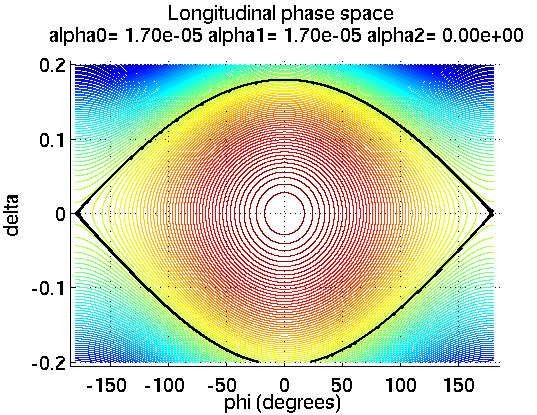 Longitudinal phase space
alpha0= 1.70e-05 alpha1= 1.70e-05 alpha2= 0.00e+00
0.2
0.1
0
-0.1
-0.2
delta
-150 -100 -50 0 50 100 150
phi (degrees)